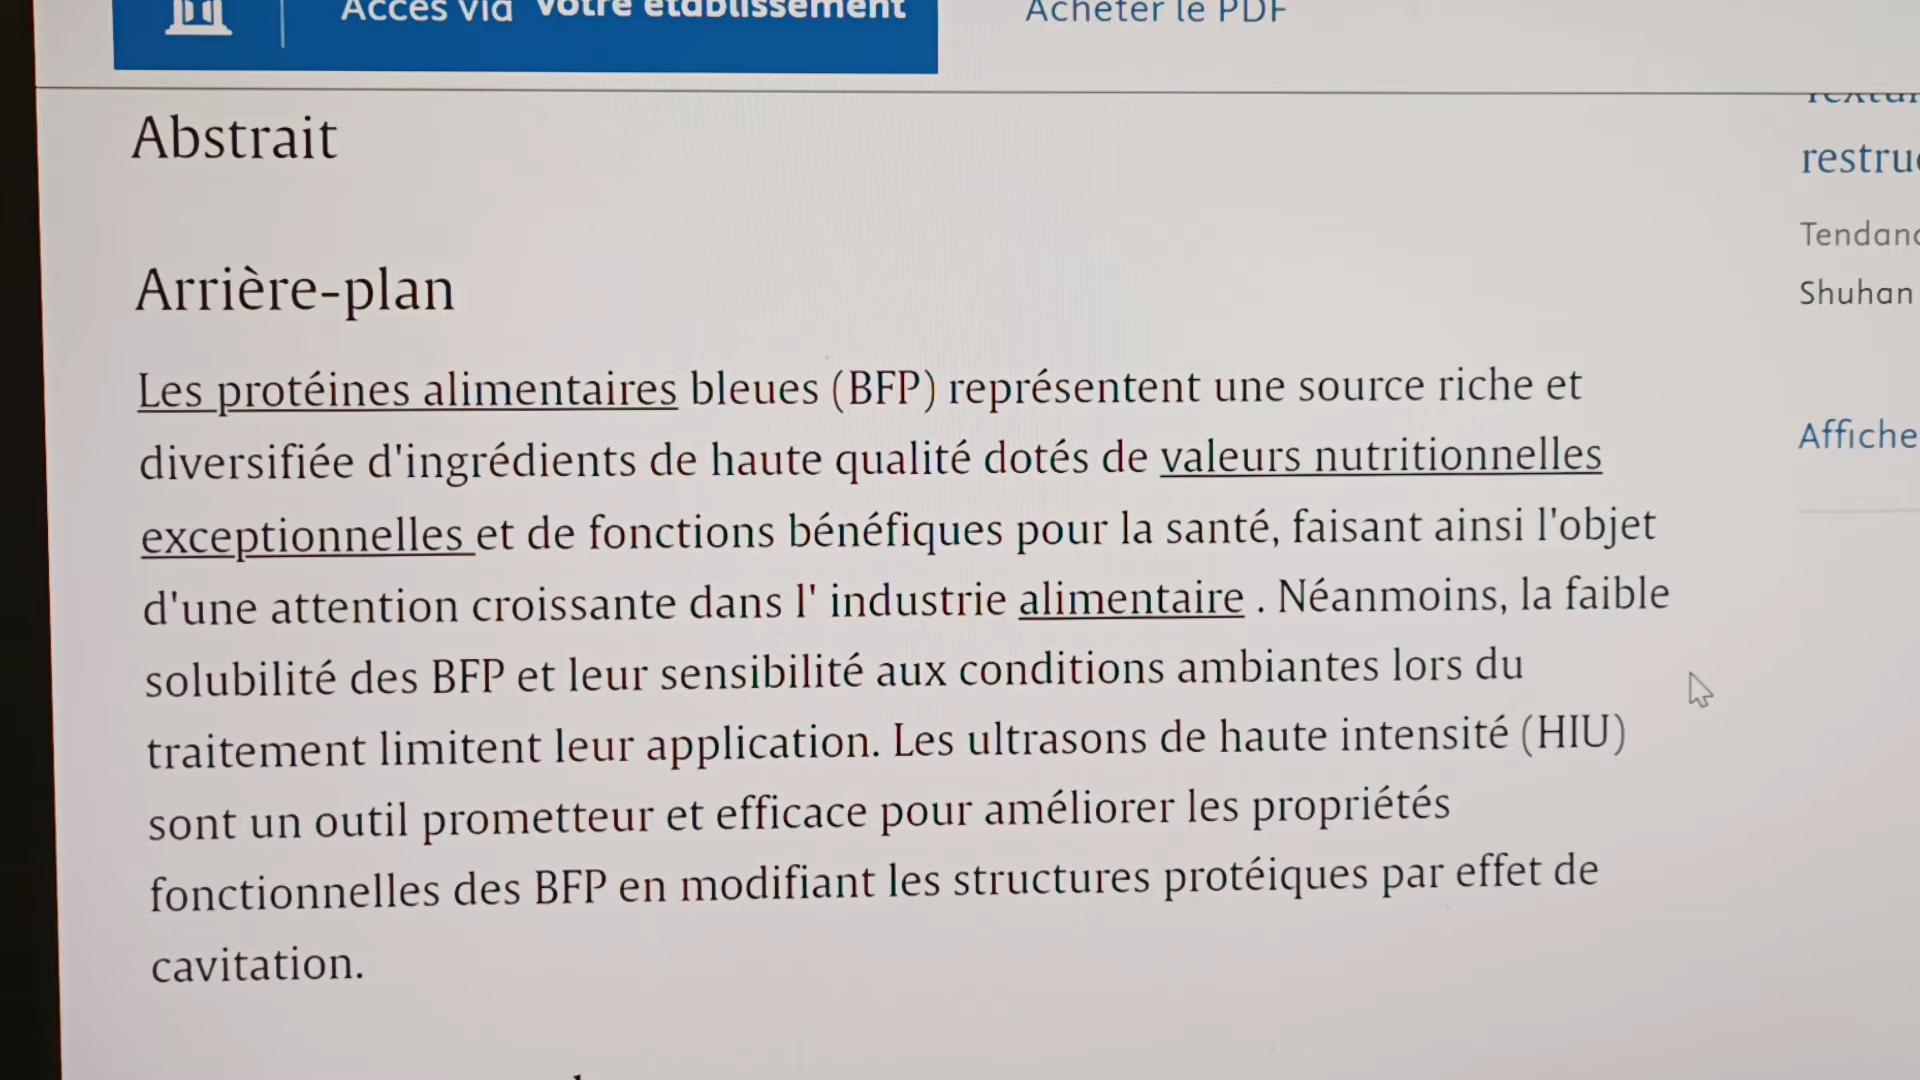 Accès via Votre établissement
Acheter le PDF
Abstrait
Arrière-plan
Les protéines alimentaires bleues (BFP) représentent une source riche et
diversifiée d'ingrédients de haute qualité dotés de valeurs nutritionnelles
exceptionnelles et de fonctions bénéfiques pour la santé, faisant ainsi l'objet
d'une attention croissante dans l' industrie alimentaire . Néanmoins, la faible
solubilité des BFP et leur sensibilité aux conditions ambiantes lors du
traitement limitent leur application. Les ultrasons de haute intensité (HIU)
sont un outil prometteur et efficace pour améliorer les propriétés
fonctionnelles des BFP en modifiant les structures protéiques par effet de
cavitation.
restruc
Tendanc
Shuhan
Affiche